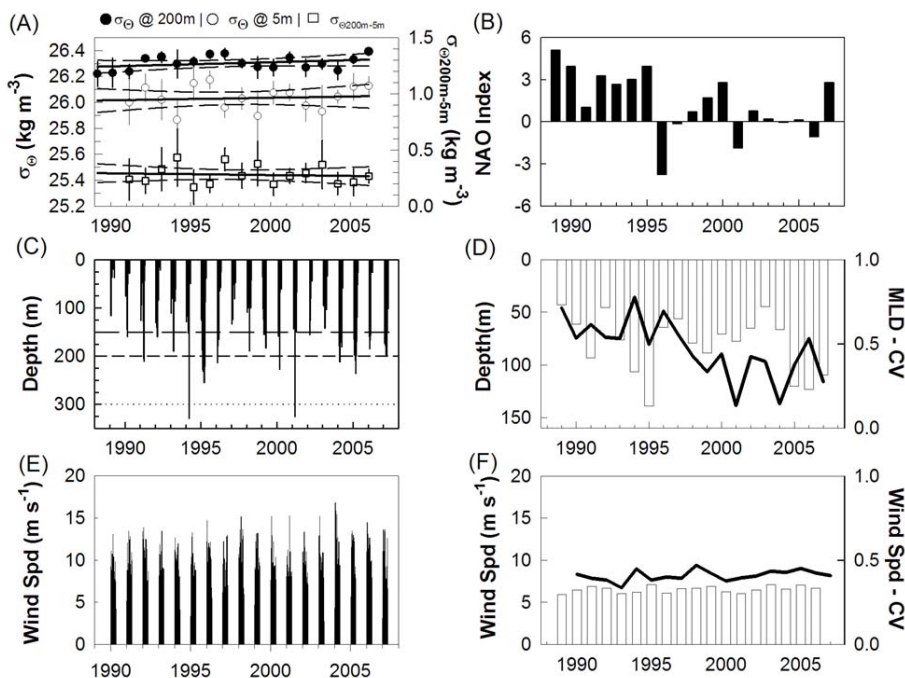 (A)
● σΘ @ 200m | ○ σΘ @ 5m | □ σΘ200m-5m
26.4
26.2
26.0
25.8
25.6
25.4
25.2
σΘ (kg m-3)
1.5
1.0
0.5
0.0
σΘ200m-5m (kg m-3)
1990 1995 2000 2005
(B)
6
3
0
-3
-6
NAO Index
1990 1995 2000 2005
(C)
0
100
200
300
Depth (m)
1990 1995 2000 2005
(D)
0
50
100
150
Depth(m)
1.0
0.5
0.0
MLD - CV
1990 1995 2000 2005
(E)
20
15
10
5
0
Wind Spd (m s-1)
1990 1995 2000 2005
(F)
20
15
10
5
0
Wind Spd (m s-1)
1.0
0.5
0.0
Wind Spd - CV
1990 1995 2000 2005